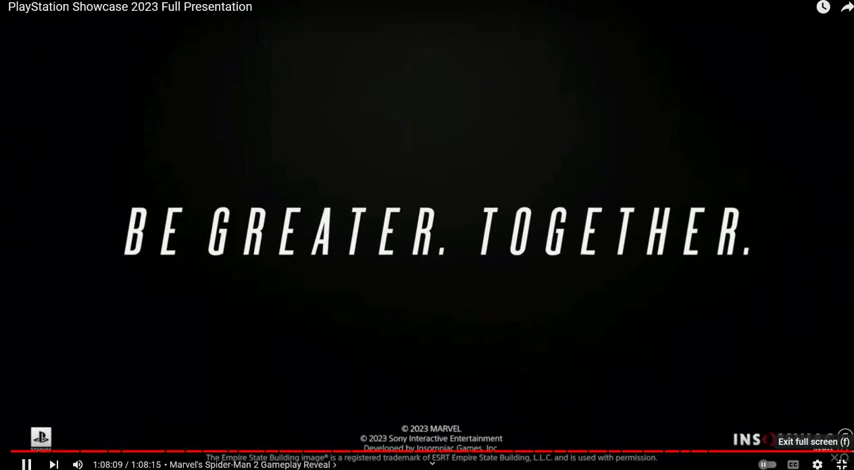 PlayStation Showcase 2023 Full Presentation
BE GREATER. TOGETHER.
© 2023 MARVEL
© 2023 Sony Interactive Entertainment
Developed by Insomniac Games, Inc.
The Empire State Building image® is a registered trademark of ESRT Empire State Building, L.L.C. and is used with permission.
INS
Exit full screen (f)
1:08:09 / 1:08:15 • Marvel's Spider-Man 2 Gameplay Reveal ›
CC